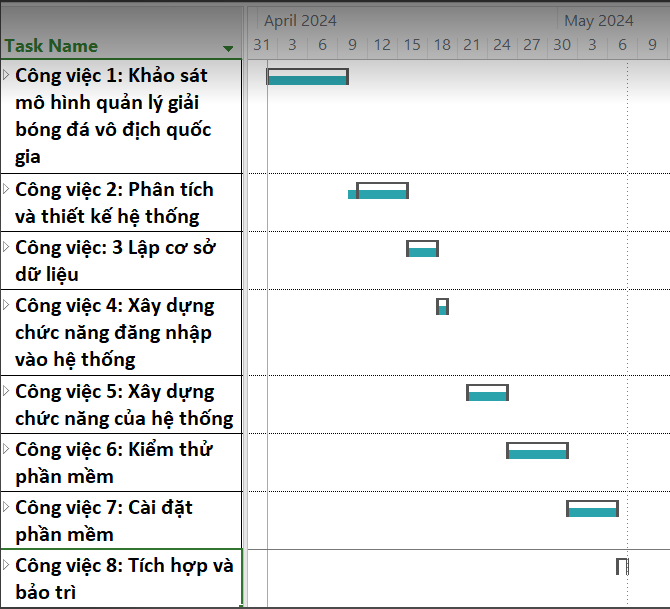 April 2024 May 2024
Task Name 31 3 6 9 12 15 18 21 24 27 30 3 6 9
Công việc 1: Khảo sát
mô hình quản lý giải
bóng đá vô địch quốc
gia
Công việc 2: Phân tích
và thiết kế hệ thống
Công việc: 3 Lập cơ sở
dữ liệu
Công việc 4: Xây dựng
chức năng đăng nhập
vào hệ thống
Công việc 5: Xây dựng
chức năng của hệ thống
Công việc 6: Kiểm thử
phần mềm
Công việc 7: Cài đặt
phần mềm
Công việc 8: Tích hợp và
bảo trì